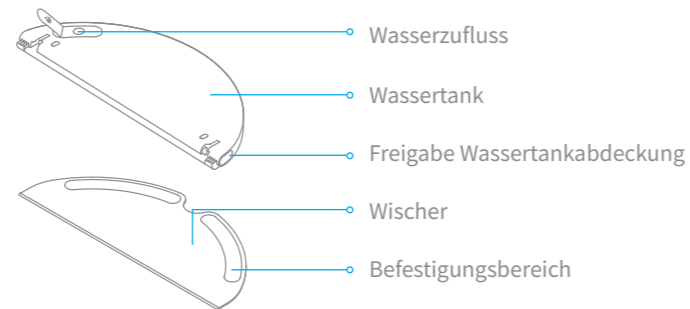 Wasserzufluss
Wassertank
Freigabe Wassertankabdeckung
Wischer
Befestigungsbereich